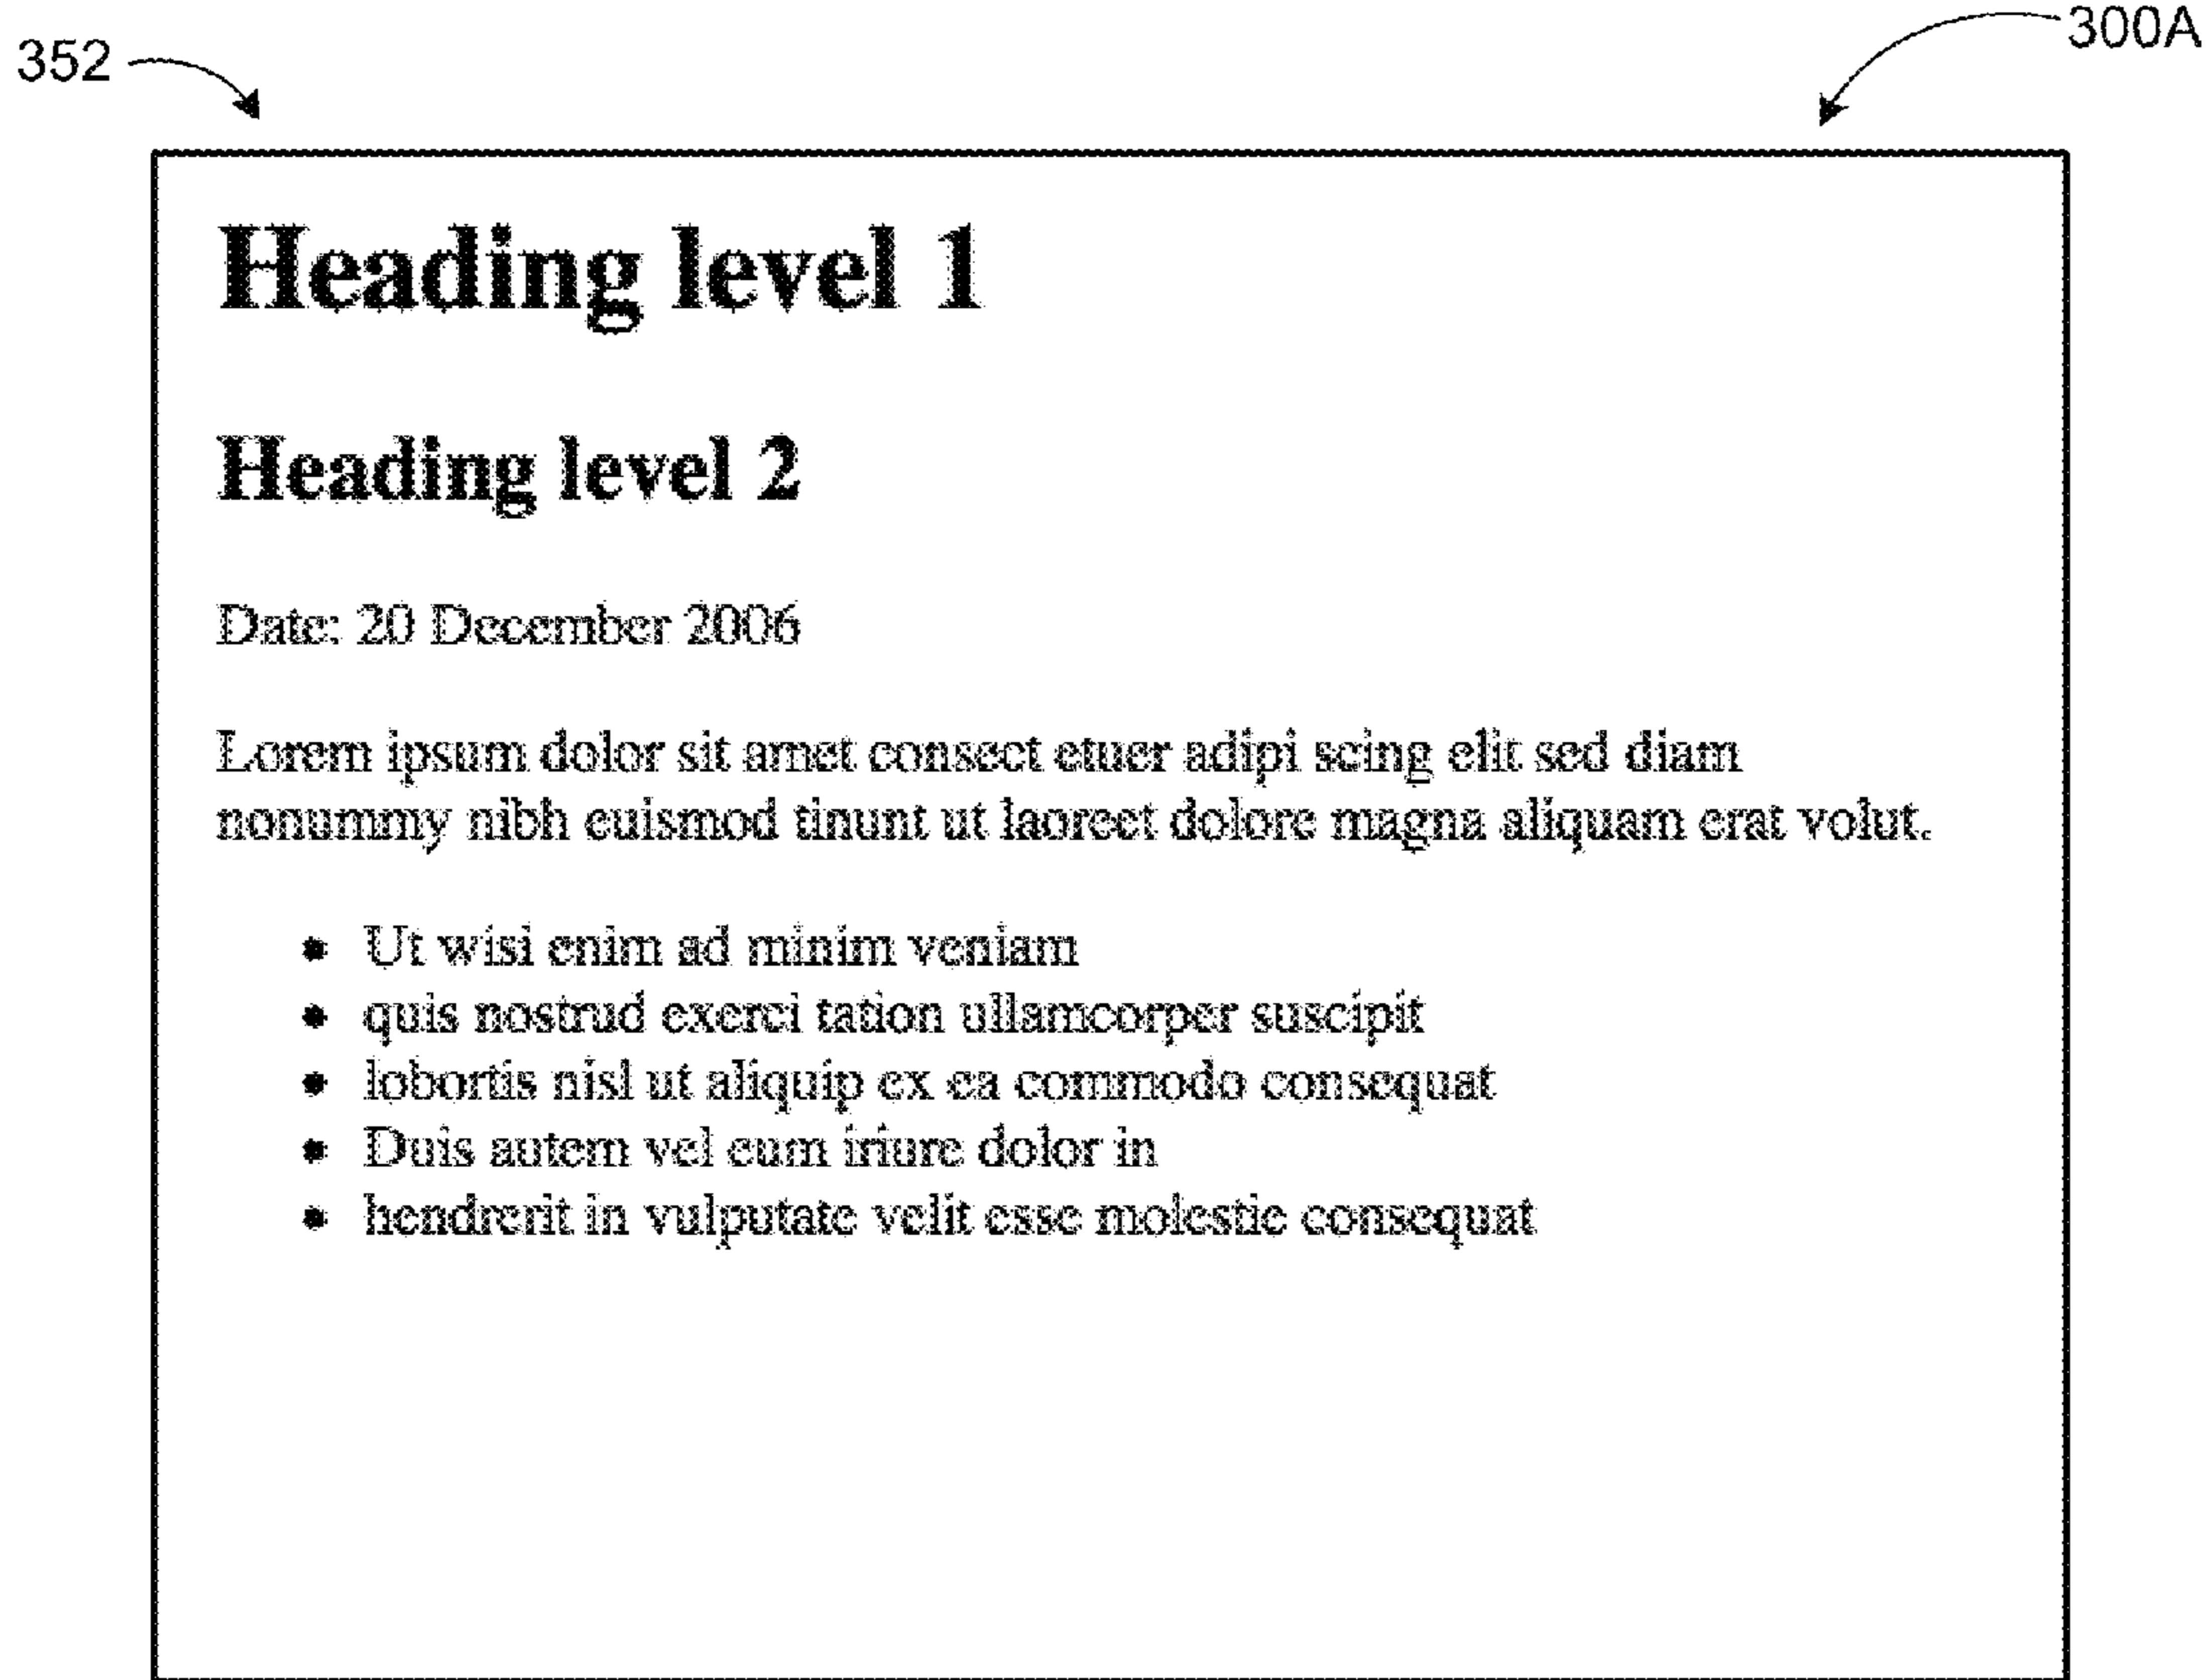 352
300A
Heading level 1
Heading level 2
Date: 20 December 2006
Lorem ipsum dolor sit amet consect etuer adipi scing elit sed diam
nonummy nibh euismod tinunt ut laoreet dolore magna aliquam erat volut.
• Ut wisi enim ad minim veniam
• quis nostrud exerci tation ullamcorper suscipit
• lobortis nisl ut aliquip ex ea commodo consequat
• Duis autem vel eum iriure dolor in
• hendrerit in vulputate velit esse molestie consequat